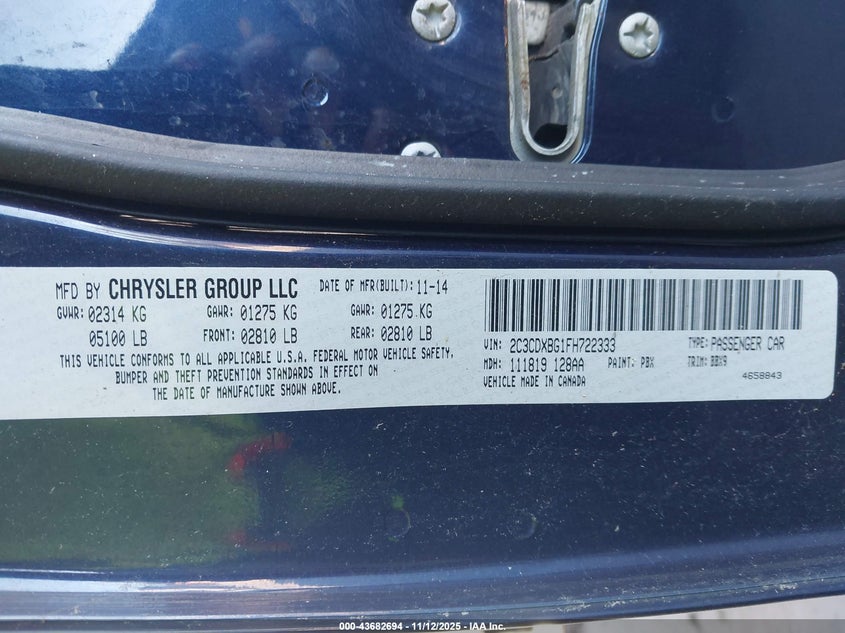 MFD BY CHRYSLER GROUP LLC DATE OF MFR(BUILT): 11-14
GVWR: 02314 KG GAWR: 01275 KG GAWR: 01275 KG
05100 LB FRONT: 02810 LB REAR: 02810 LB
THIS VEHICLE CONFORMS TO ALL APPLICABLE U.S.A. FEDERAL MOTOR VEHICLE SAFETY,
BUMPER AND THEFT PREVENTION STANDARDS IN EFFECT ON
THE DATE OF MANUFACTURE SHOWN ABOVE.
VIN: 2C3CDXBG1FH722333 TYPE: PASSENGER CAR
MDH: 111819 128AA PAINT: PBX TRIM: BBX9
VEHICLE MADE IN CANADA 4658843
000-43682694 - 11/12/2025 - IAA Inc.